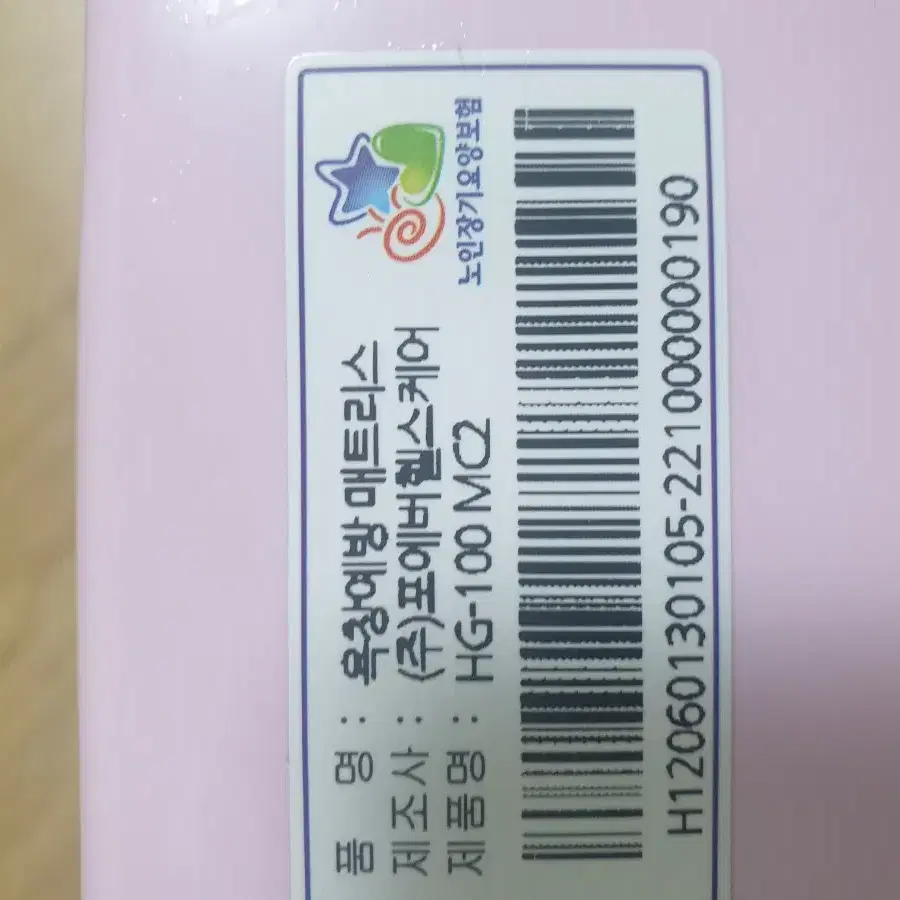 노인장기요양보험
품 명 : 욕창예방 매트리스
제조사 : (주)포에버헬스케어
제품명 : HG-100 MC2
H12060130105-221000000190